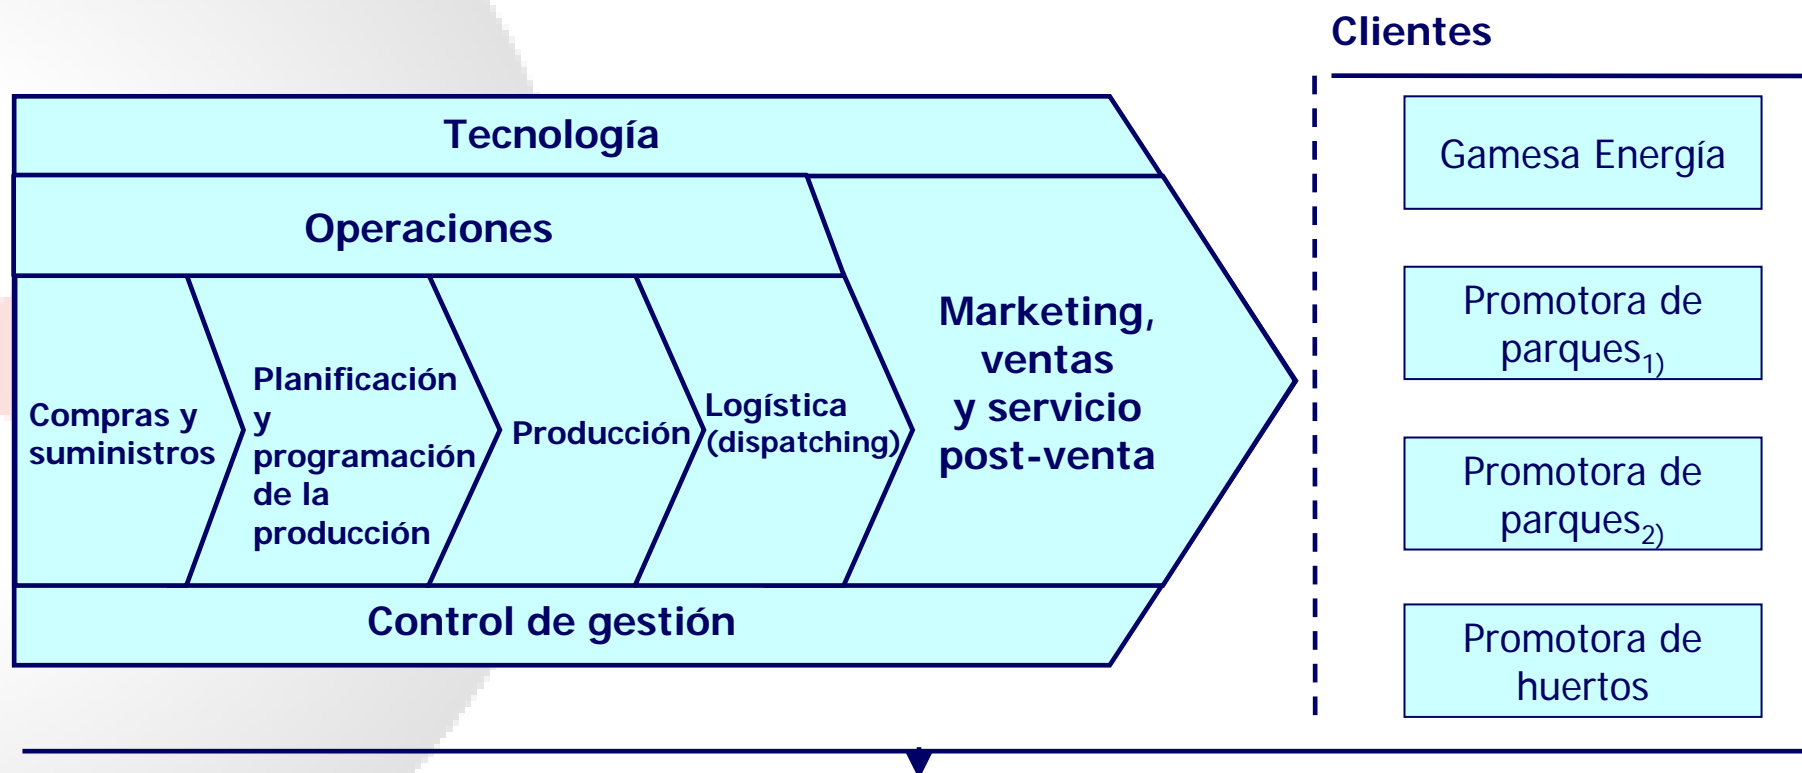 Clientes
Tecnología
Operaciones
Compras y
suministros
Planificación
y
programación
de la
producción
Producción
Logística
(dispatching)
Marketing,
ventas
y servicio
post-venta
Control de gestión
Gamesa Energía
Promotora de
parques1)
Promotora de
parques2)
Promotora de
huertos